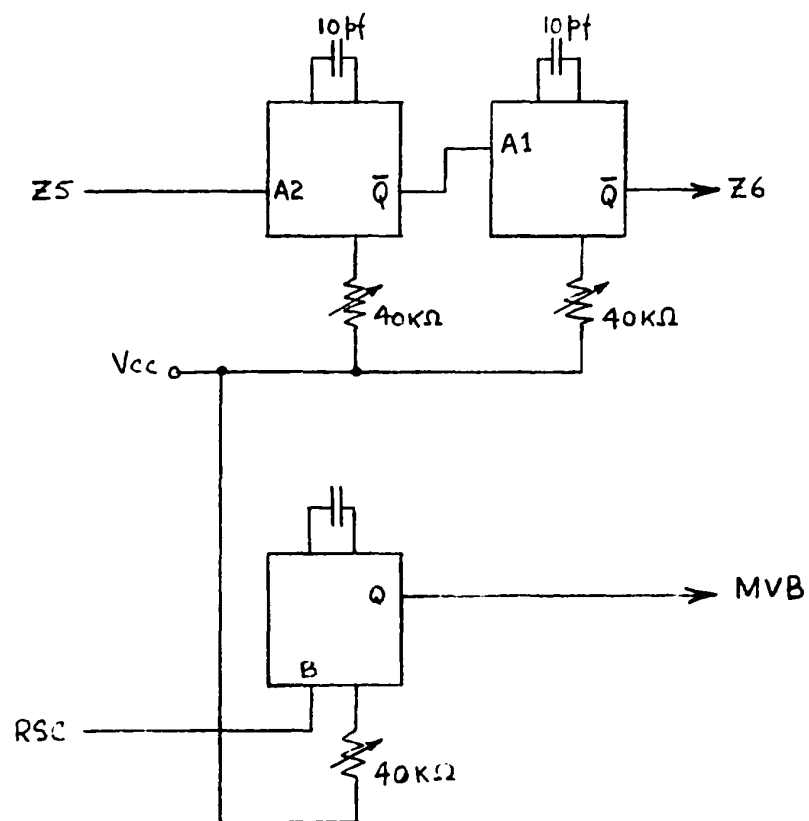 10pf
10pf
Z5
A2
Q̅
A1
Q̅
Z6
40KΩ
40KΩ
Vcc
Q
MVB
B
RSC
40KΩ